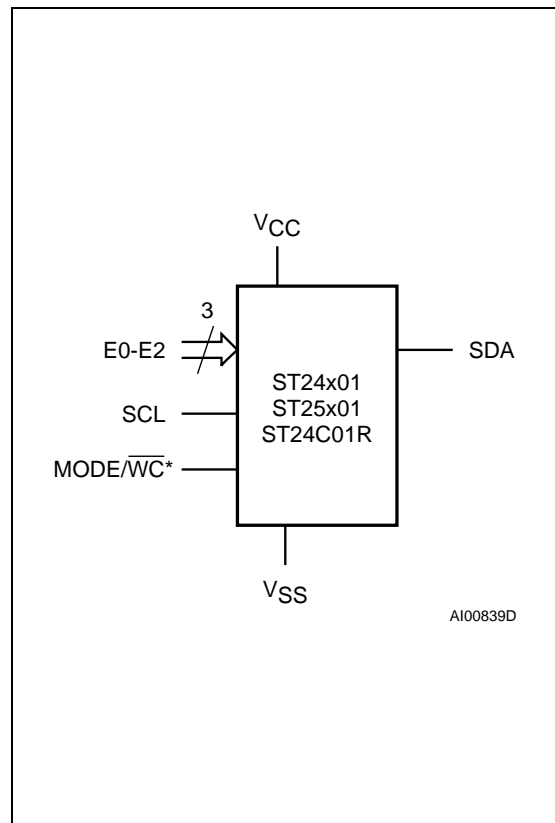 VCC
3
E0-E2
SDA
ST24x01
ST25x01
ST24C01R
SCL
MODE/WC*
VSS
AI00839D